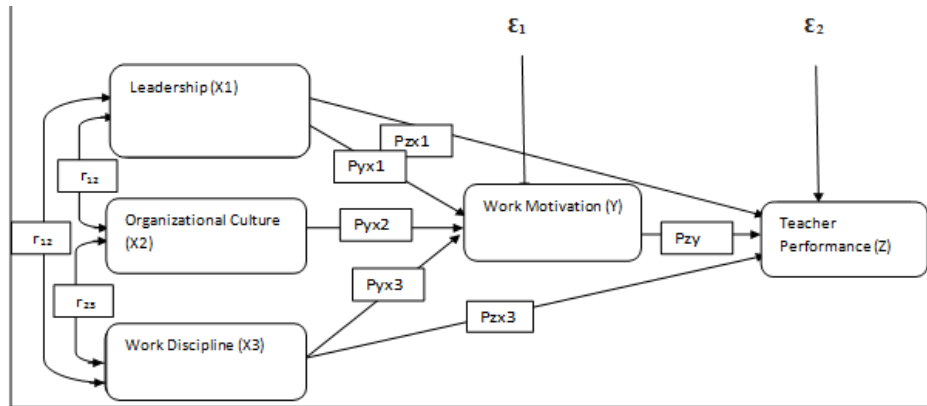 ε₁
ε₂
Leadership (X1)
Pzx1
Pyx1
r₁₂
Work Motivation (Y)
Teacher
Performance (Z)
Organizational Culture
(X2)
Pyx2
Pzy
r₁₂
Pyx3
r₂₃
Pzx3
Work Discipline (X3)